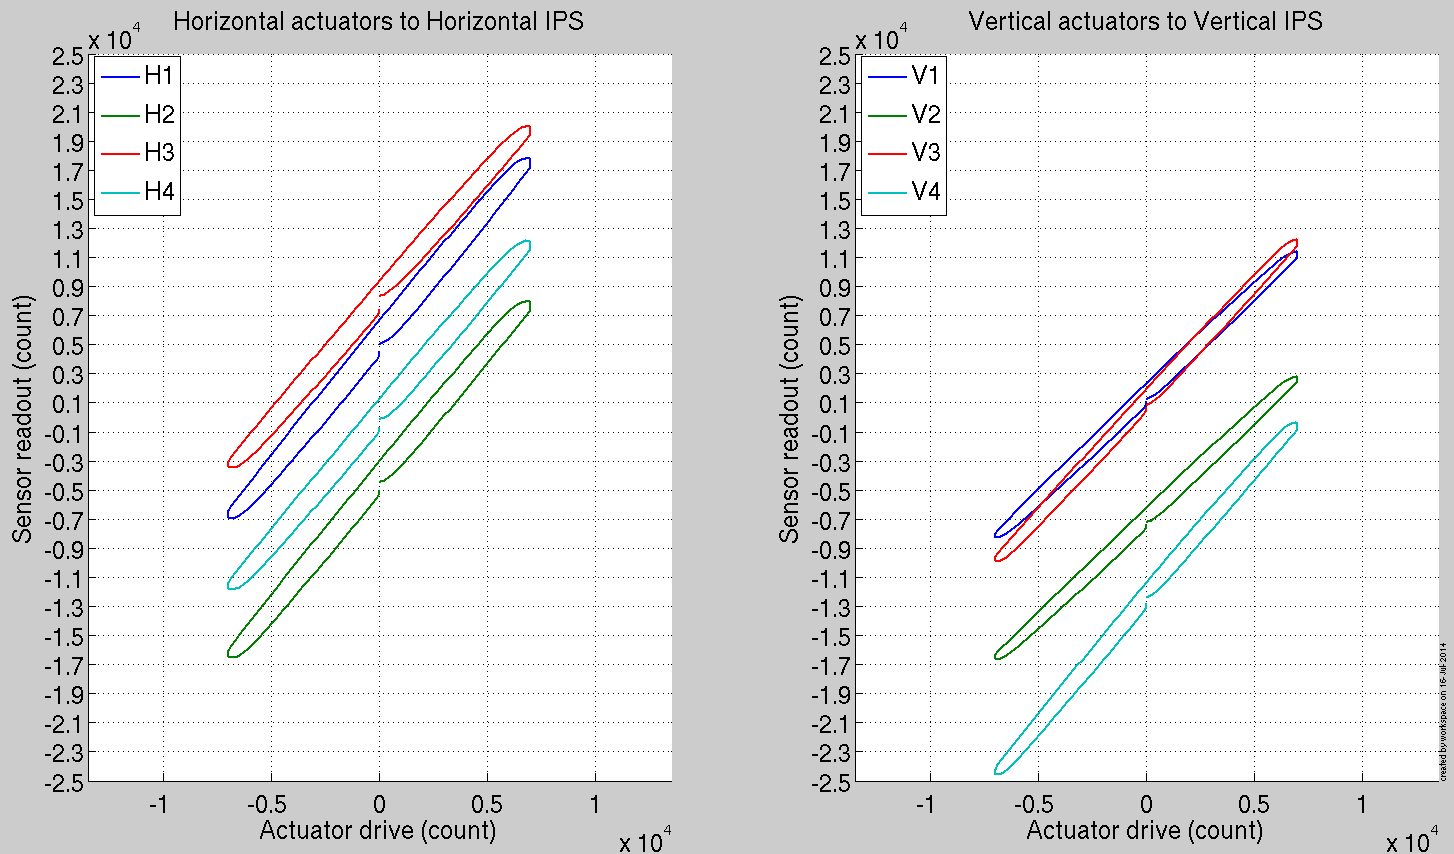 Horizontal actuators to Horizontal IPS
x 10^4
2.5
2.3
2.1
1.9
1.7
1.5
1.3
1.1
0.9
0.7
0.5
0.3
0.1
-0.1
-0.3
-0.5
-0.7
-0.9
-1.1
-1.3
-1.5
-1.7
-1.9
-2.1
-2.3
-2.5
H1
H2
H3
H4
Sensor readout (count)
-1 -0.5 0 0.5 1
Actuator drive (count)
x 10^4
Vertical actuators to Vertical IPS
x 10^4
2.5
2.3
2.1
1.9
1.7
1.5
1.3
1.1
0.9
0.7
0.5
0.3
0.1
-0.1
-0.3
-0.5
-0.7
-0.9
-1.1
-1.3
-1.5
-1.7
-1.9
-2.1
-2.3
-2.5
V1
V2
V3
V4
Sensor readout (count)
-1 -0.5 0 0.5 1
Actuator drive (count)
x 10^4
created by workspace on 16-Jul-2014